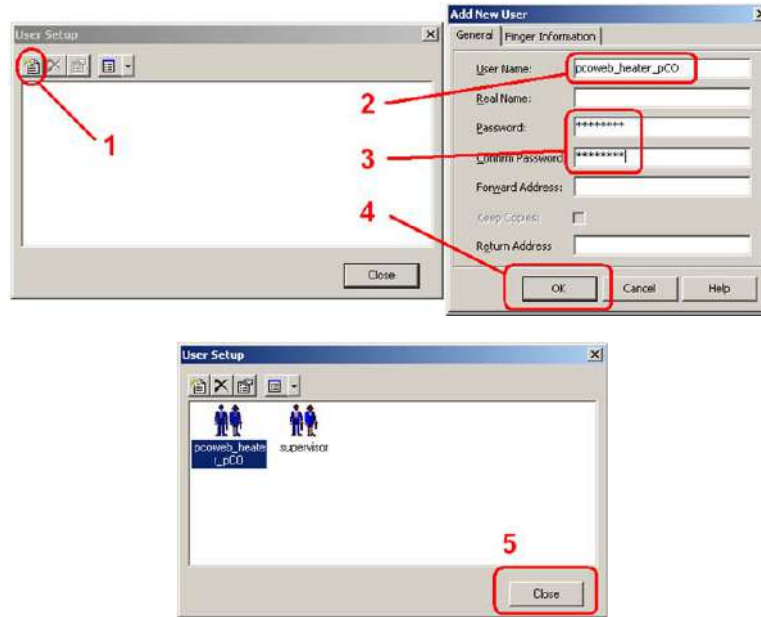 User Setup
1
Close
Add New User
General Finger Information
User Name: pcoweb_heater_pCO
2
Real Name:
Password: ********
3
Confirm Password: ********
Forward Address:
4
Keep Copies:
Return Address
OK Cancel Help
User Setup
pcoweb_heate supervisor
r_pCO
5
Close